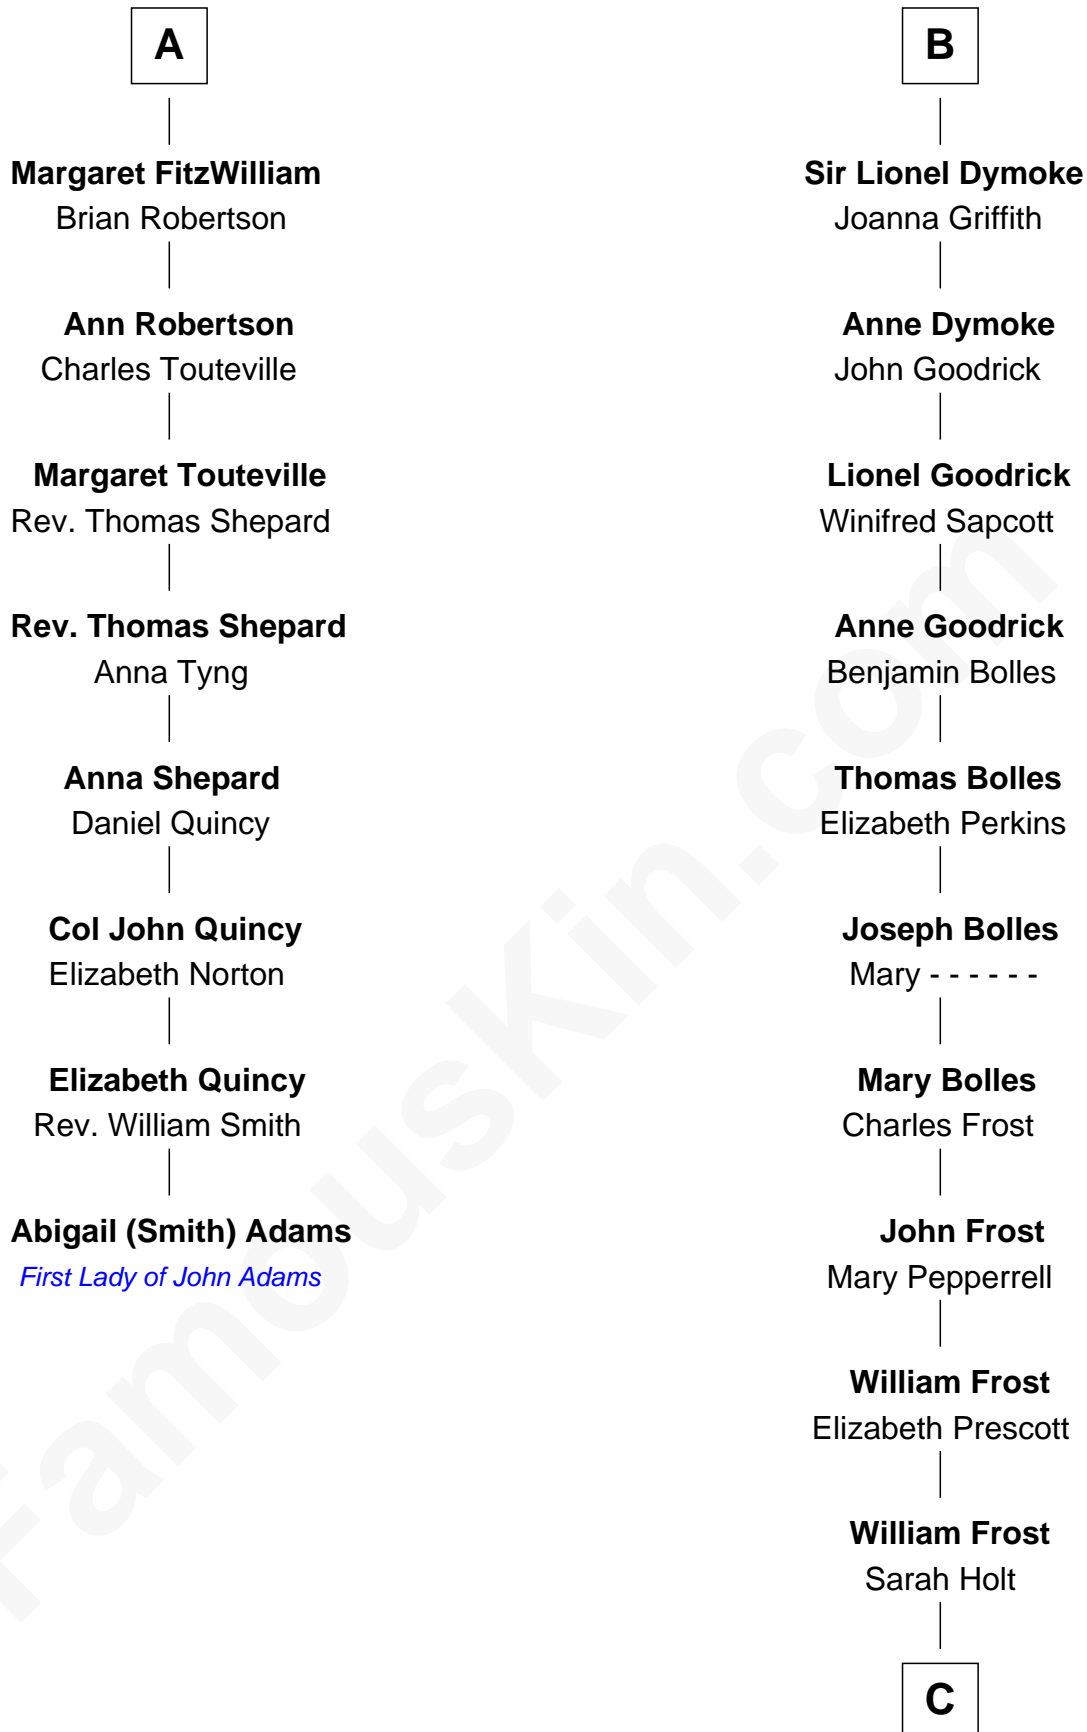 A
Margaret FitzWilliam
Brian Robertson
Ann Robertson
Charles Touteville
Margaret Touteville
Rev. Thomas Shepard
Rev. Thomas Shepard
Anna Tyng
Anna Shepard
Daniel Quincy
Col John Quincy
Elizabeth Norton
Elizabeth Quincy
Rev. William Smith
Abigail (Smith) Adams
First Lady of John Adams
B
Sir Lionel Dymoke
Joanna Griffith
Anne Dymoke
John Goodrick
Lionel Goodrick
Winifred Sapcott
Anne Goodrick
Benjamin Bolles
Thomas Bolles
Elizabeth Perkins
Joseph Bolles
Mary - - - - - -
Mary Bolles
Charles Frost
John Frost
Mary Pepperrell
William Frost
Elizabeth Prescott
William Frost
Sarah Holt
C
FamousKin.com